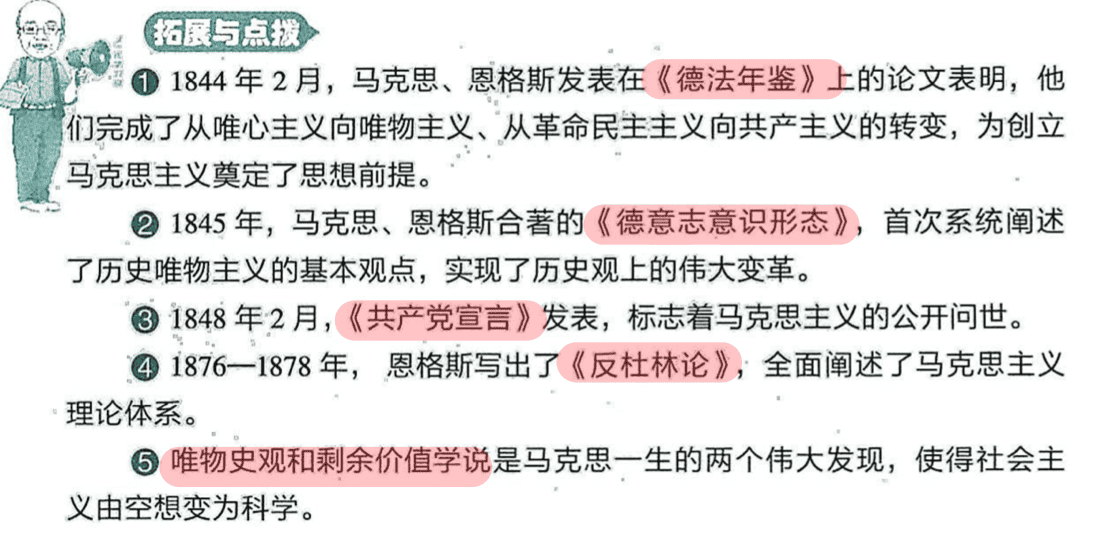 拓展与点拨
❶ 1844 年 2 月，马克思、恩格斯发表在《德法年鉴》上的论文表明，他
们完成了从唯心主义向唯物主义、从革命民主主义向共产主义的转变，为创立
马克思主义奠定了思想前提。
❷ 1845 年，马克思、恩格斯合著的《德意志意识形态》，首次系统阐述
了历史唯物主义的基本观点，实现了历史观上的伟大变革。
❸ 1848 年 2 月，《共产党宣言》发表，标志着马克思主义的公开问世。
❹ 1876—1878 年， 恩格斯写出了《反杜林论》，全面阐述了马克思主义
理论体系。
❺ 唯物史观和剩余价值学说是马克思一生的两个伟大发现，使得社会主
义由空想变为科学。